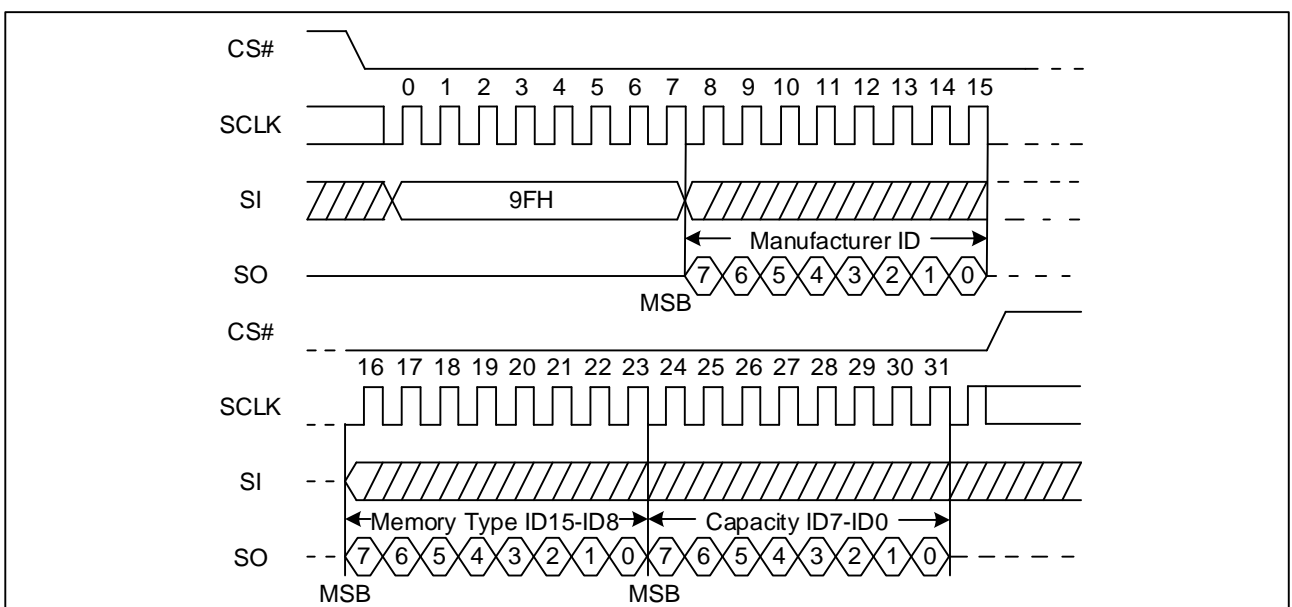 CS#
0 1 2 3 4 5 6 7 8 9 10 11 12 13 14 15
SCLK
SI 9FH
Manufacturer ID
SO 7 6 5 4 3 2 1 0
MSB
CS#
16 17 18 19 20 21 22 23 24 25 26 27 28 29 30 31
SCLK
SI
Memory Type ID15-ID8 Capacity ID7-ID0
SO 7 6 5 4 3 2 1 0 7 6 5 4 3 2 1 0
MSB MSB